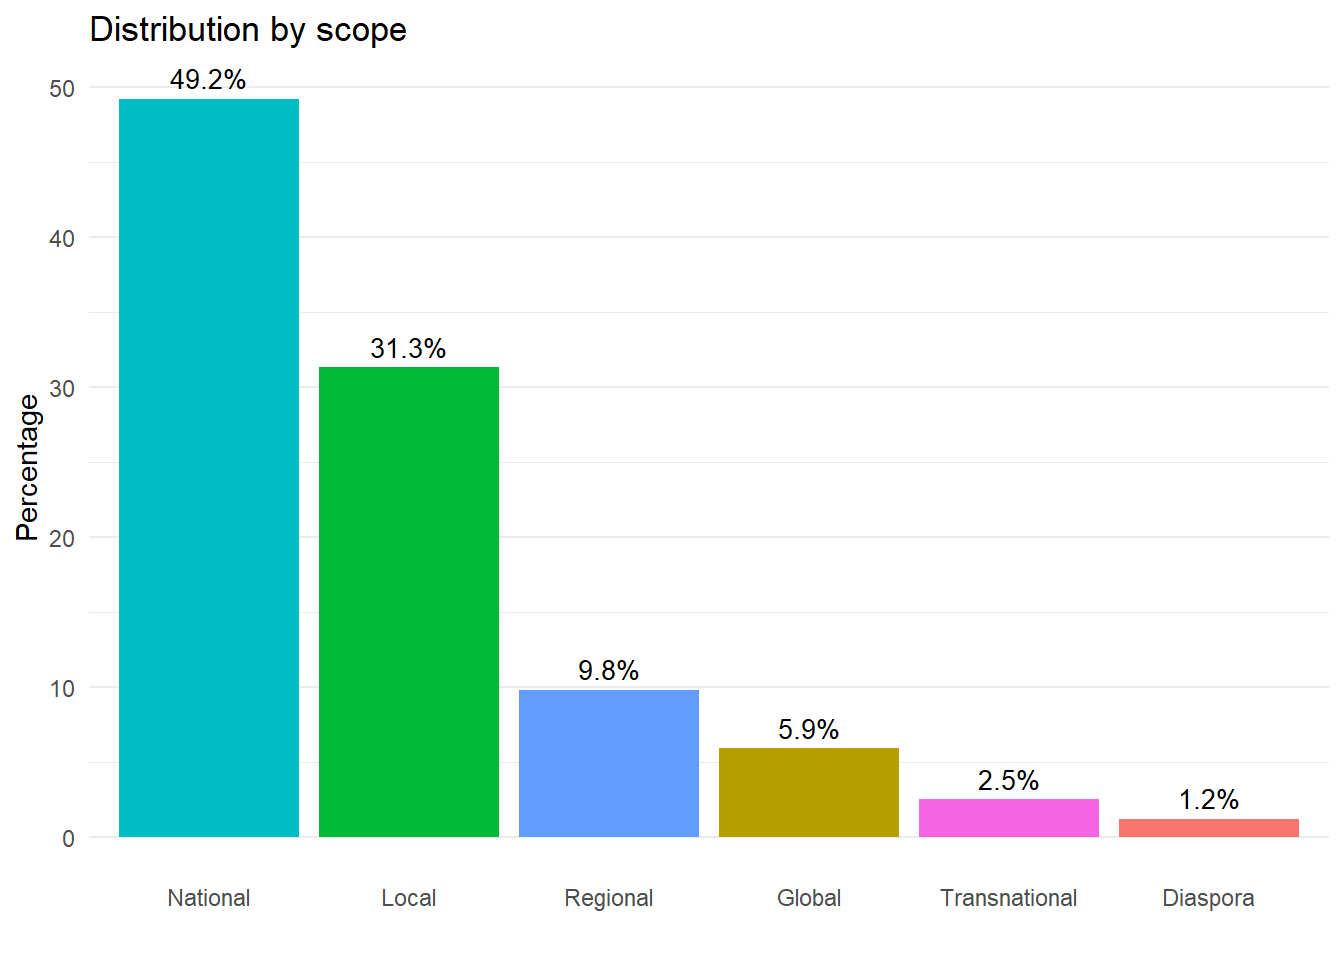 Distribution by scope
Percentage
50
40
30
20
10
0
49.2%
31.3%
9.8%
5.9%
2.5%
1.2%
National
Local
Regional
Global
Transnational
Diaspora